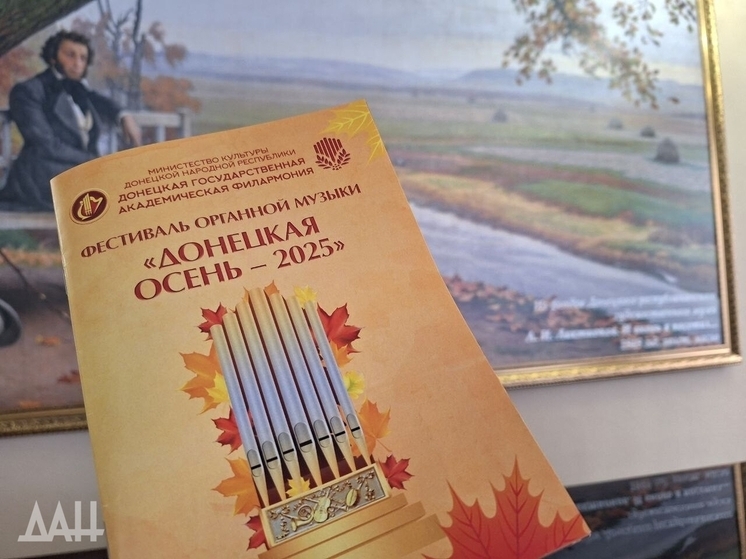 МИНИСТЕРСТВО КУЛЬТУРЫ
ДОНЕЦКОЙ НАРОДНОЙ РЕСПУБЛИКИ
ДОНЕЦКАЯ ГОСУДАРСТВЕННАЯ
АКАДЕМИЧЕСКАЯ ФИЛАРМОНИЯ
ФЕСТИВАЛЬ ОРГАННОЙ МУЗЫКИ
«ДОНЕЦКАЯ
ОСЕНЬ – 2025»
ДАН